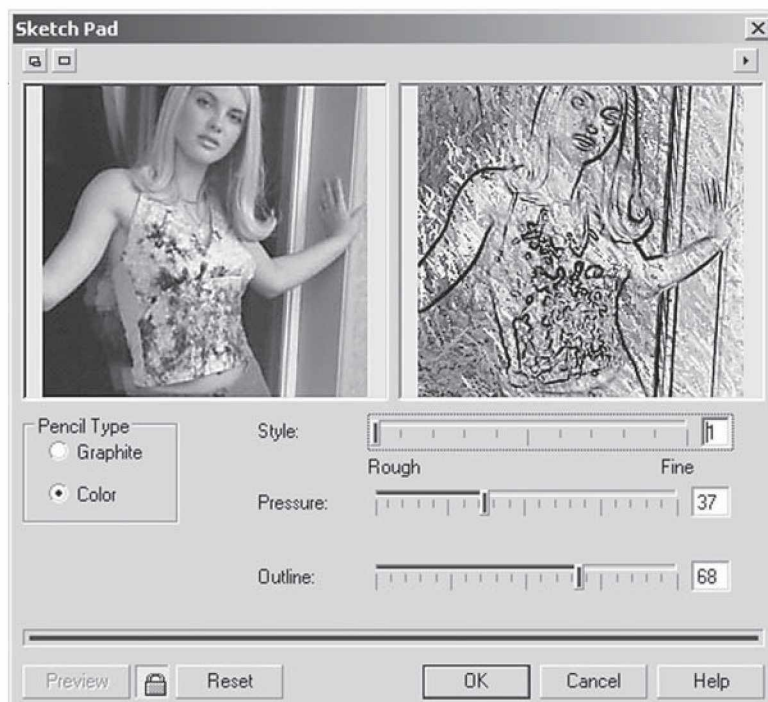 Sketch Pad
Pencil Type
Graphite
Color
Style:
1
Rough
Fine
Pressure:
37
Outline:
68
Preview
Reset
OK
Cancel
Help